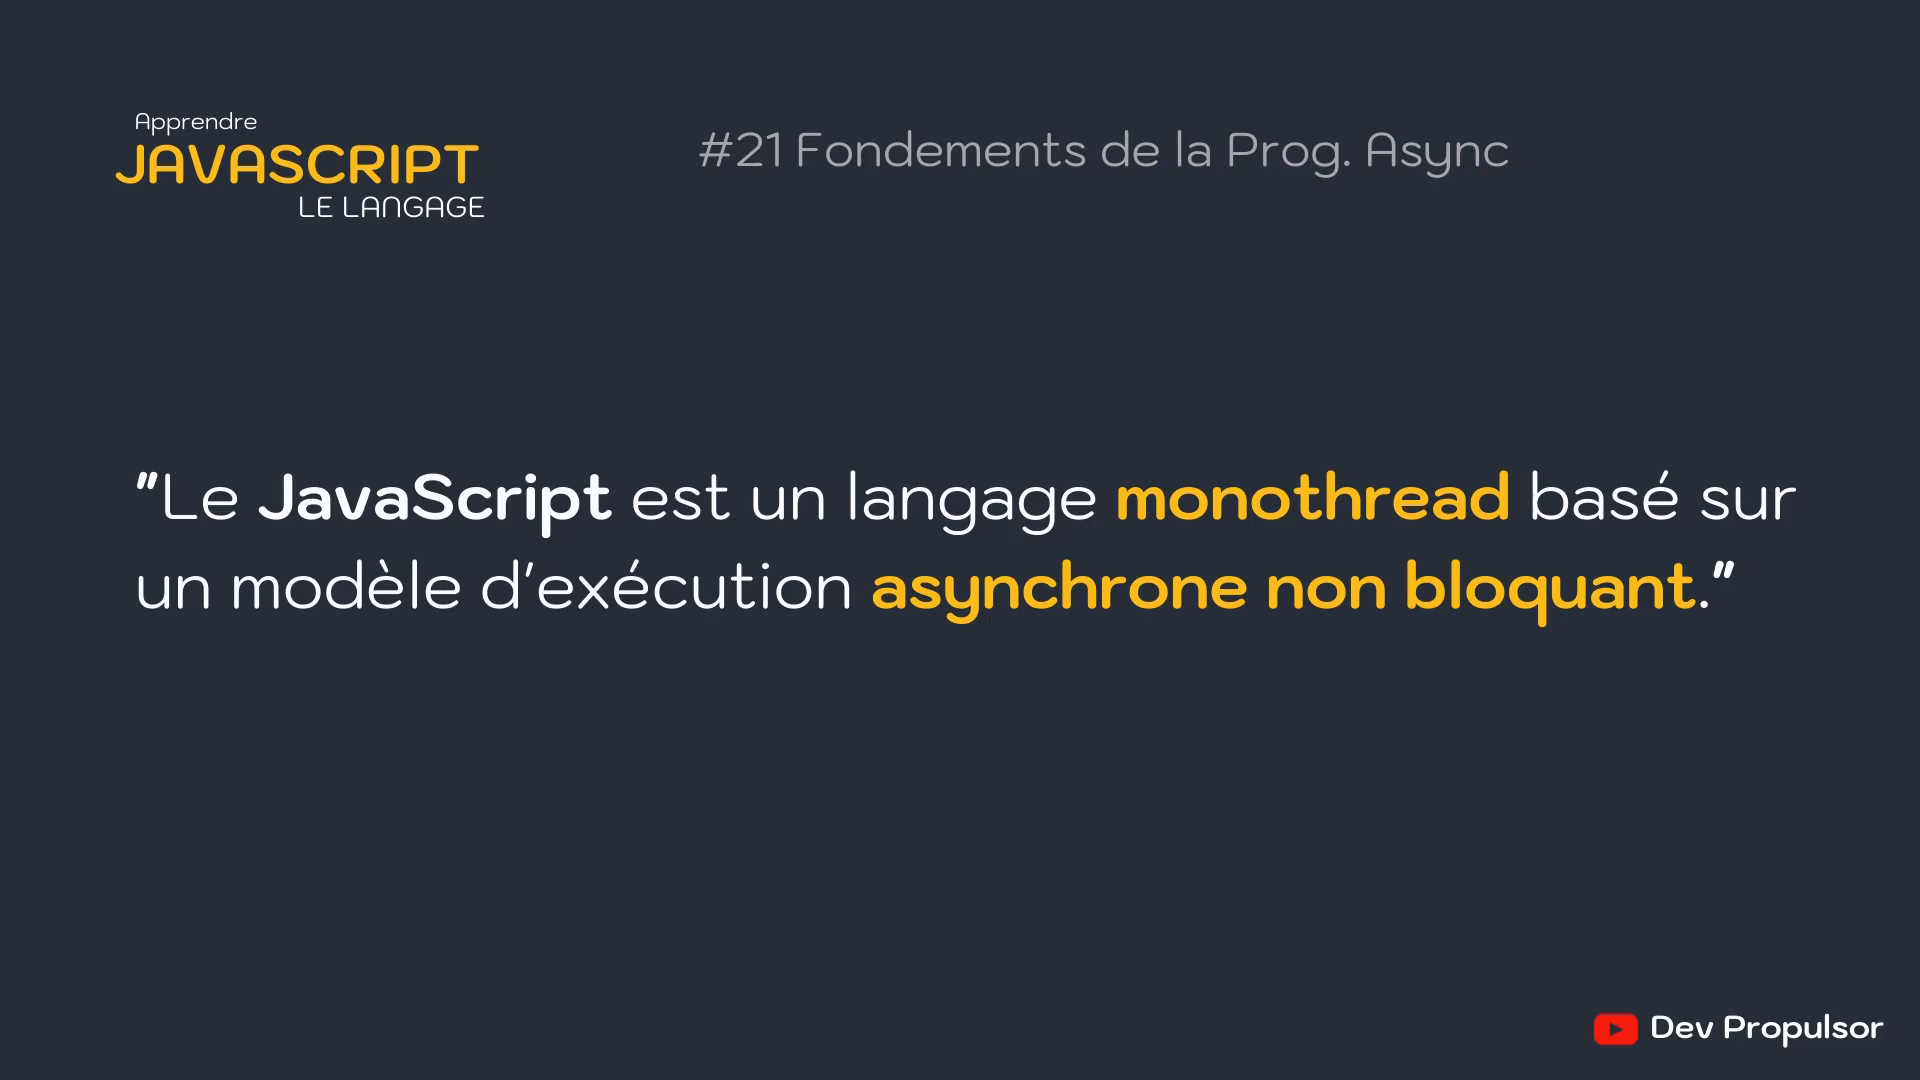 Apprendre
JAVASCRIPT
LE LANGAGE
#21 Fondements de la Prog. Async
"Le JavaScript est un langage monothread basé sur
un modèle d'exécution asynchrone non bloquant."
Dev Propulsor